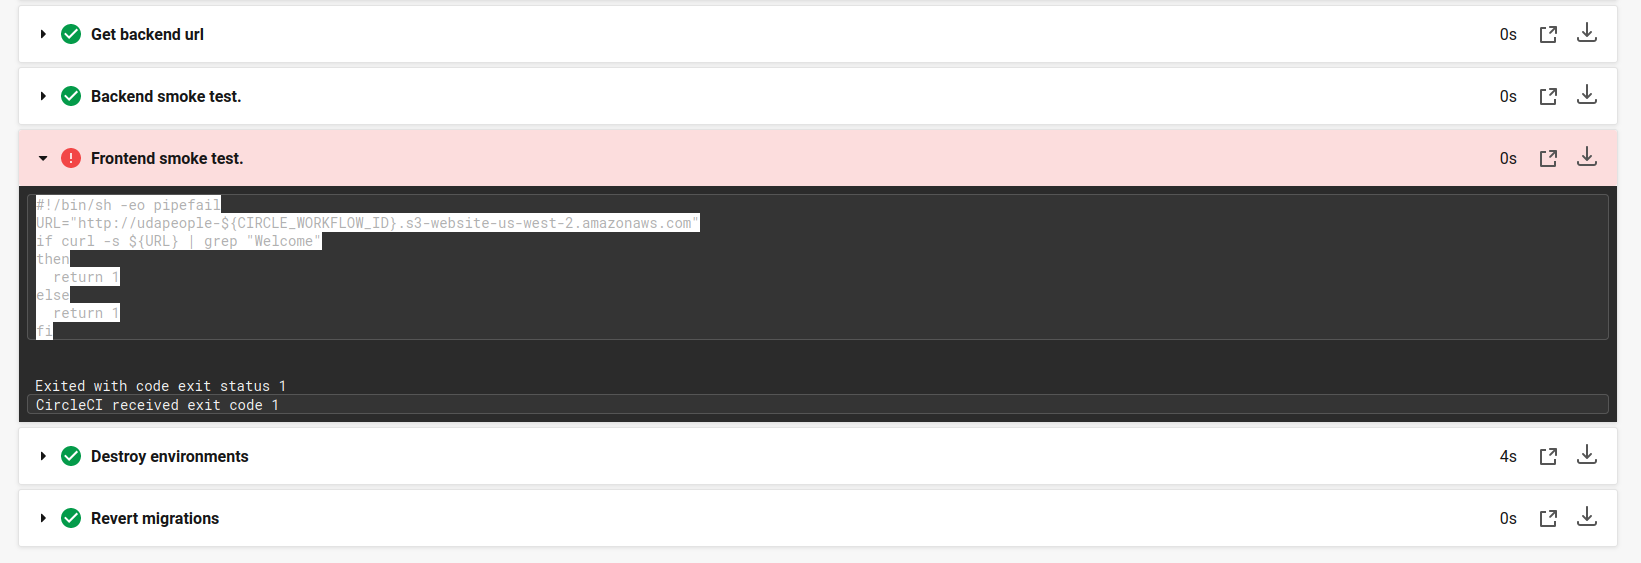 Get backend url 0s
Backend smoke test. 0s
Frontend smoke test. 0s
#!/bin/sh -eo pipefail
URL="http://udapeople-${CIRCLE_WORKFLOW_ID}.s3-website-us-west-2.amazonaws.com"
if curl -s ${URL} | grep "Welcome"
then
  return 1
else
  return 1
fi
Exited with code exit status 1
CircleCI received exit code 1
Destroy environments 4s
Revert migrations 0s